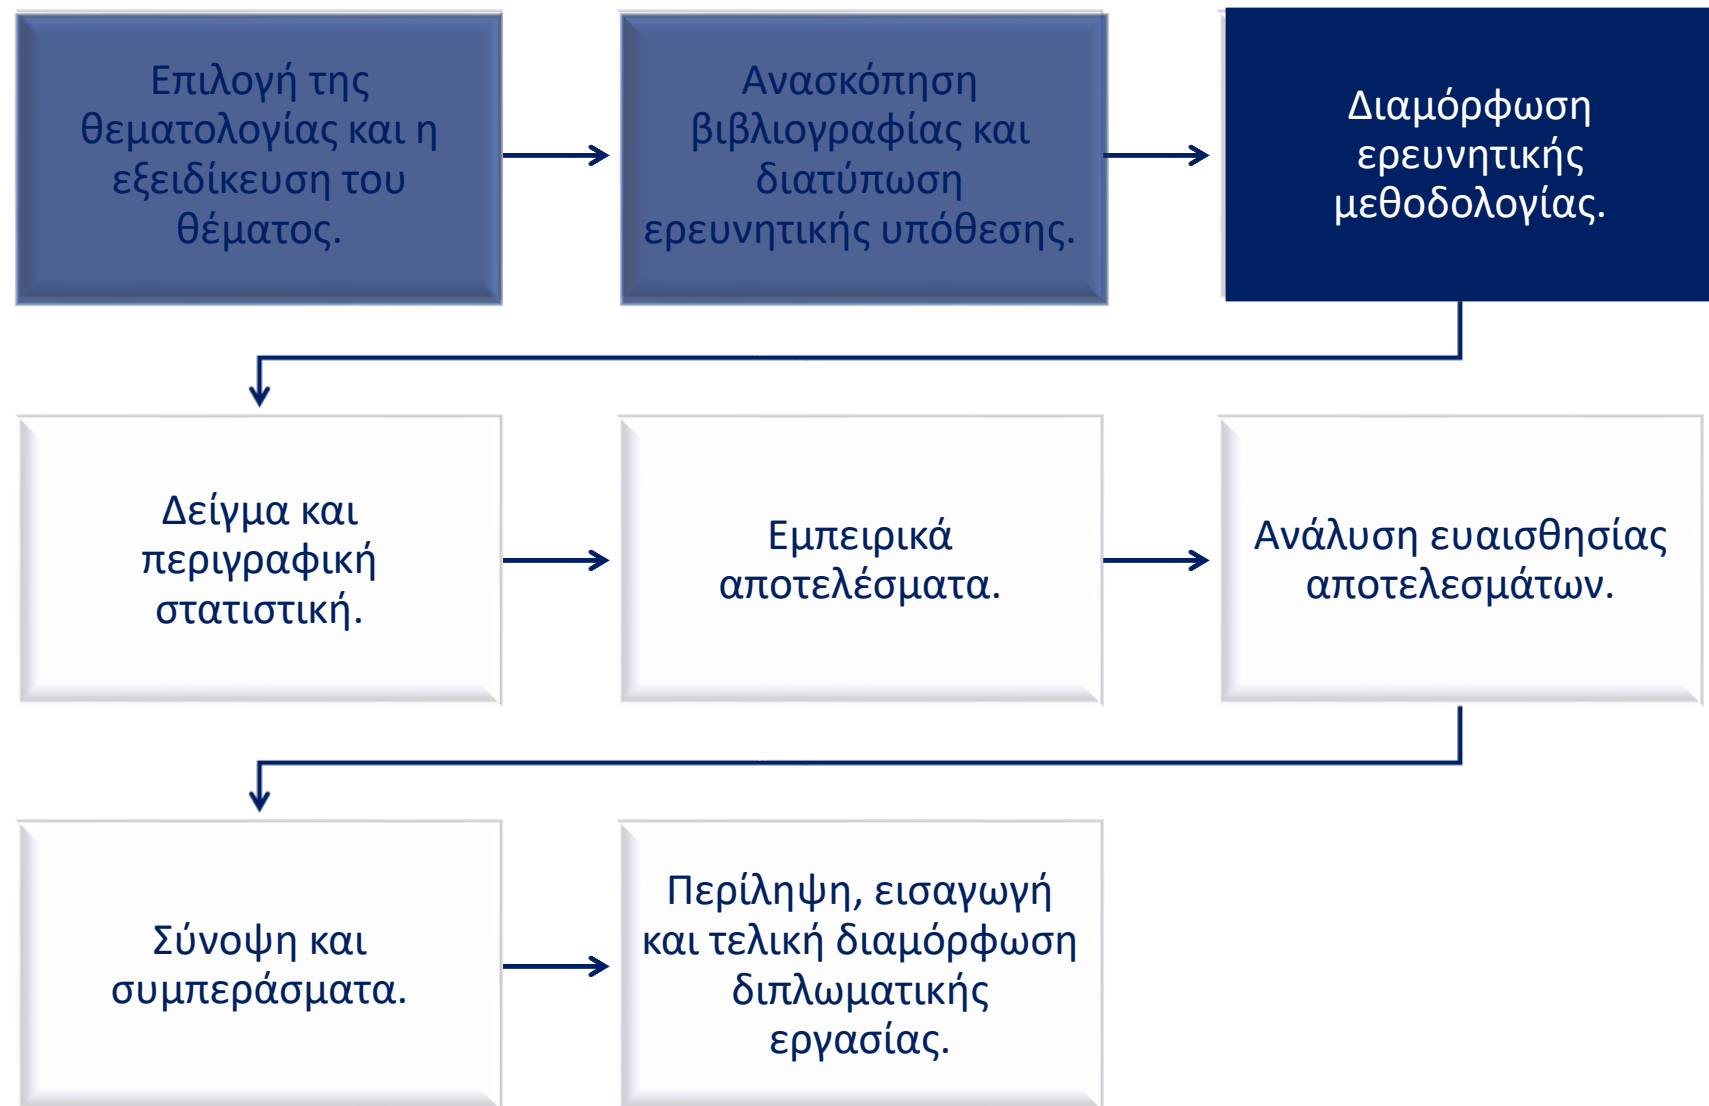 Επιλογή της
θεματολογίας και η
εξειδίκευση του
θέματος.
Ανασκόπηση
βιβλιογραφίας και
διατύπωση
ερευνητικής υπόθεσης.
Διαμόρφωση
ερευνητικής
μεθοδολογίας.
Δείγμα και
περιγραφική
στατιστική.
Εμπειρικά
αποτελέσματα.
Ανάλυση ευαισθησίας
αποτελεσμάτων.
Σύνοψη και
συμπεράσματα.
Περίληψη, εισαγωγή
και τελική διαμόρφωση
διπλωματικής
εργασίας.